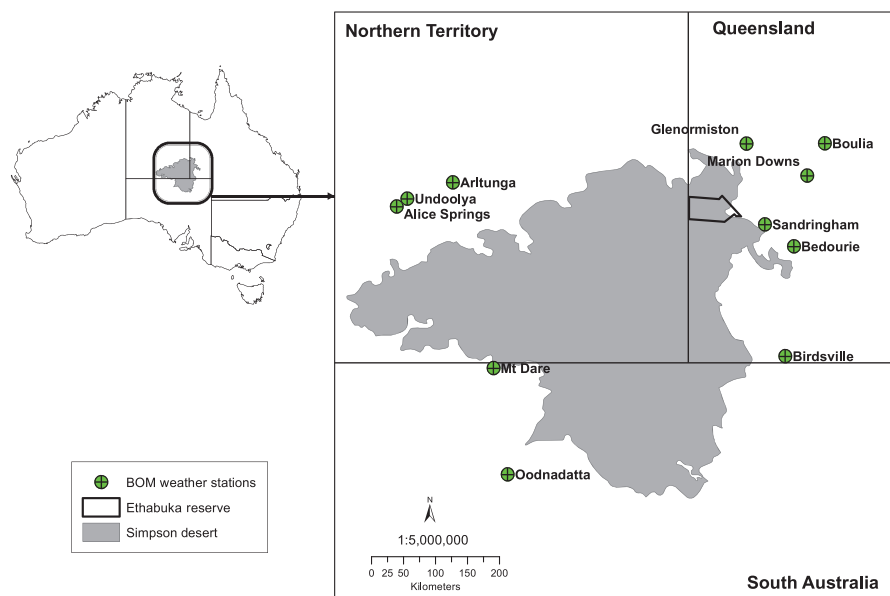 Northern Territory
Queensland
Glenormiston
Boulia
Marion Downs
Arltunga
Undoolya
Alice Springs
Sandringham
Bedourie
Birdsville
Mt Dare
Oodnadatta
BOM weather stations
Ethabuka reserve
Simpson desert
N
1:5,000,000
0 25 50 100 150 200
Kilometers
South Australia